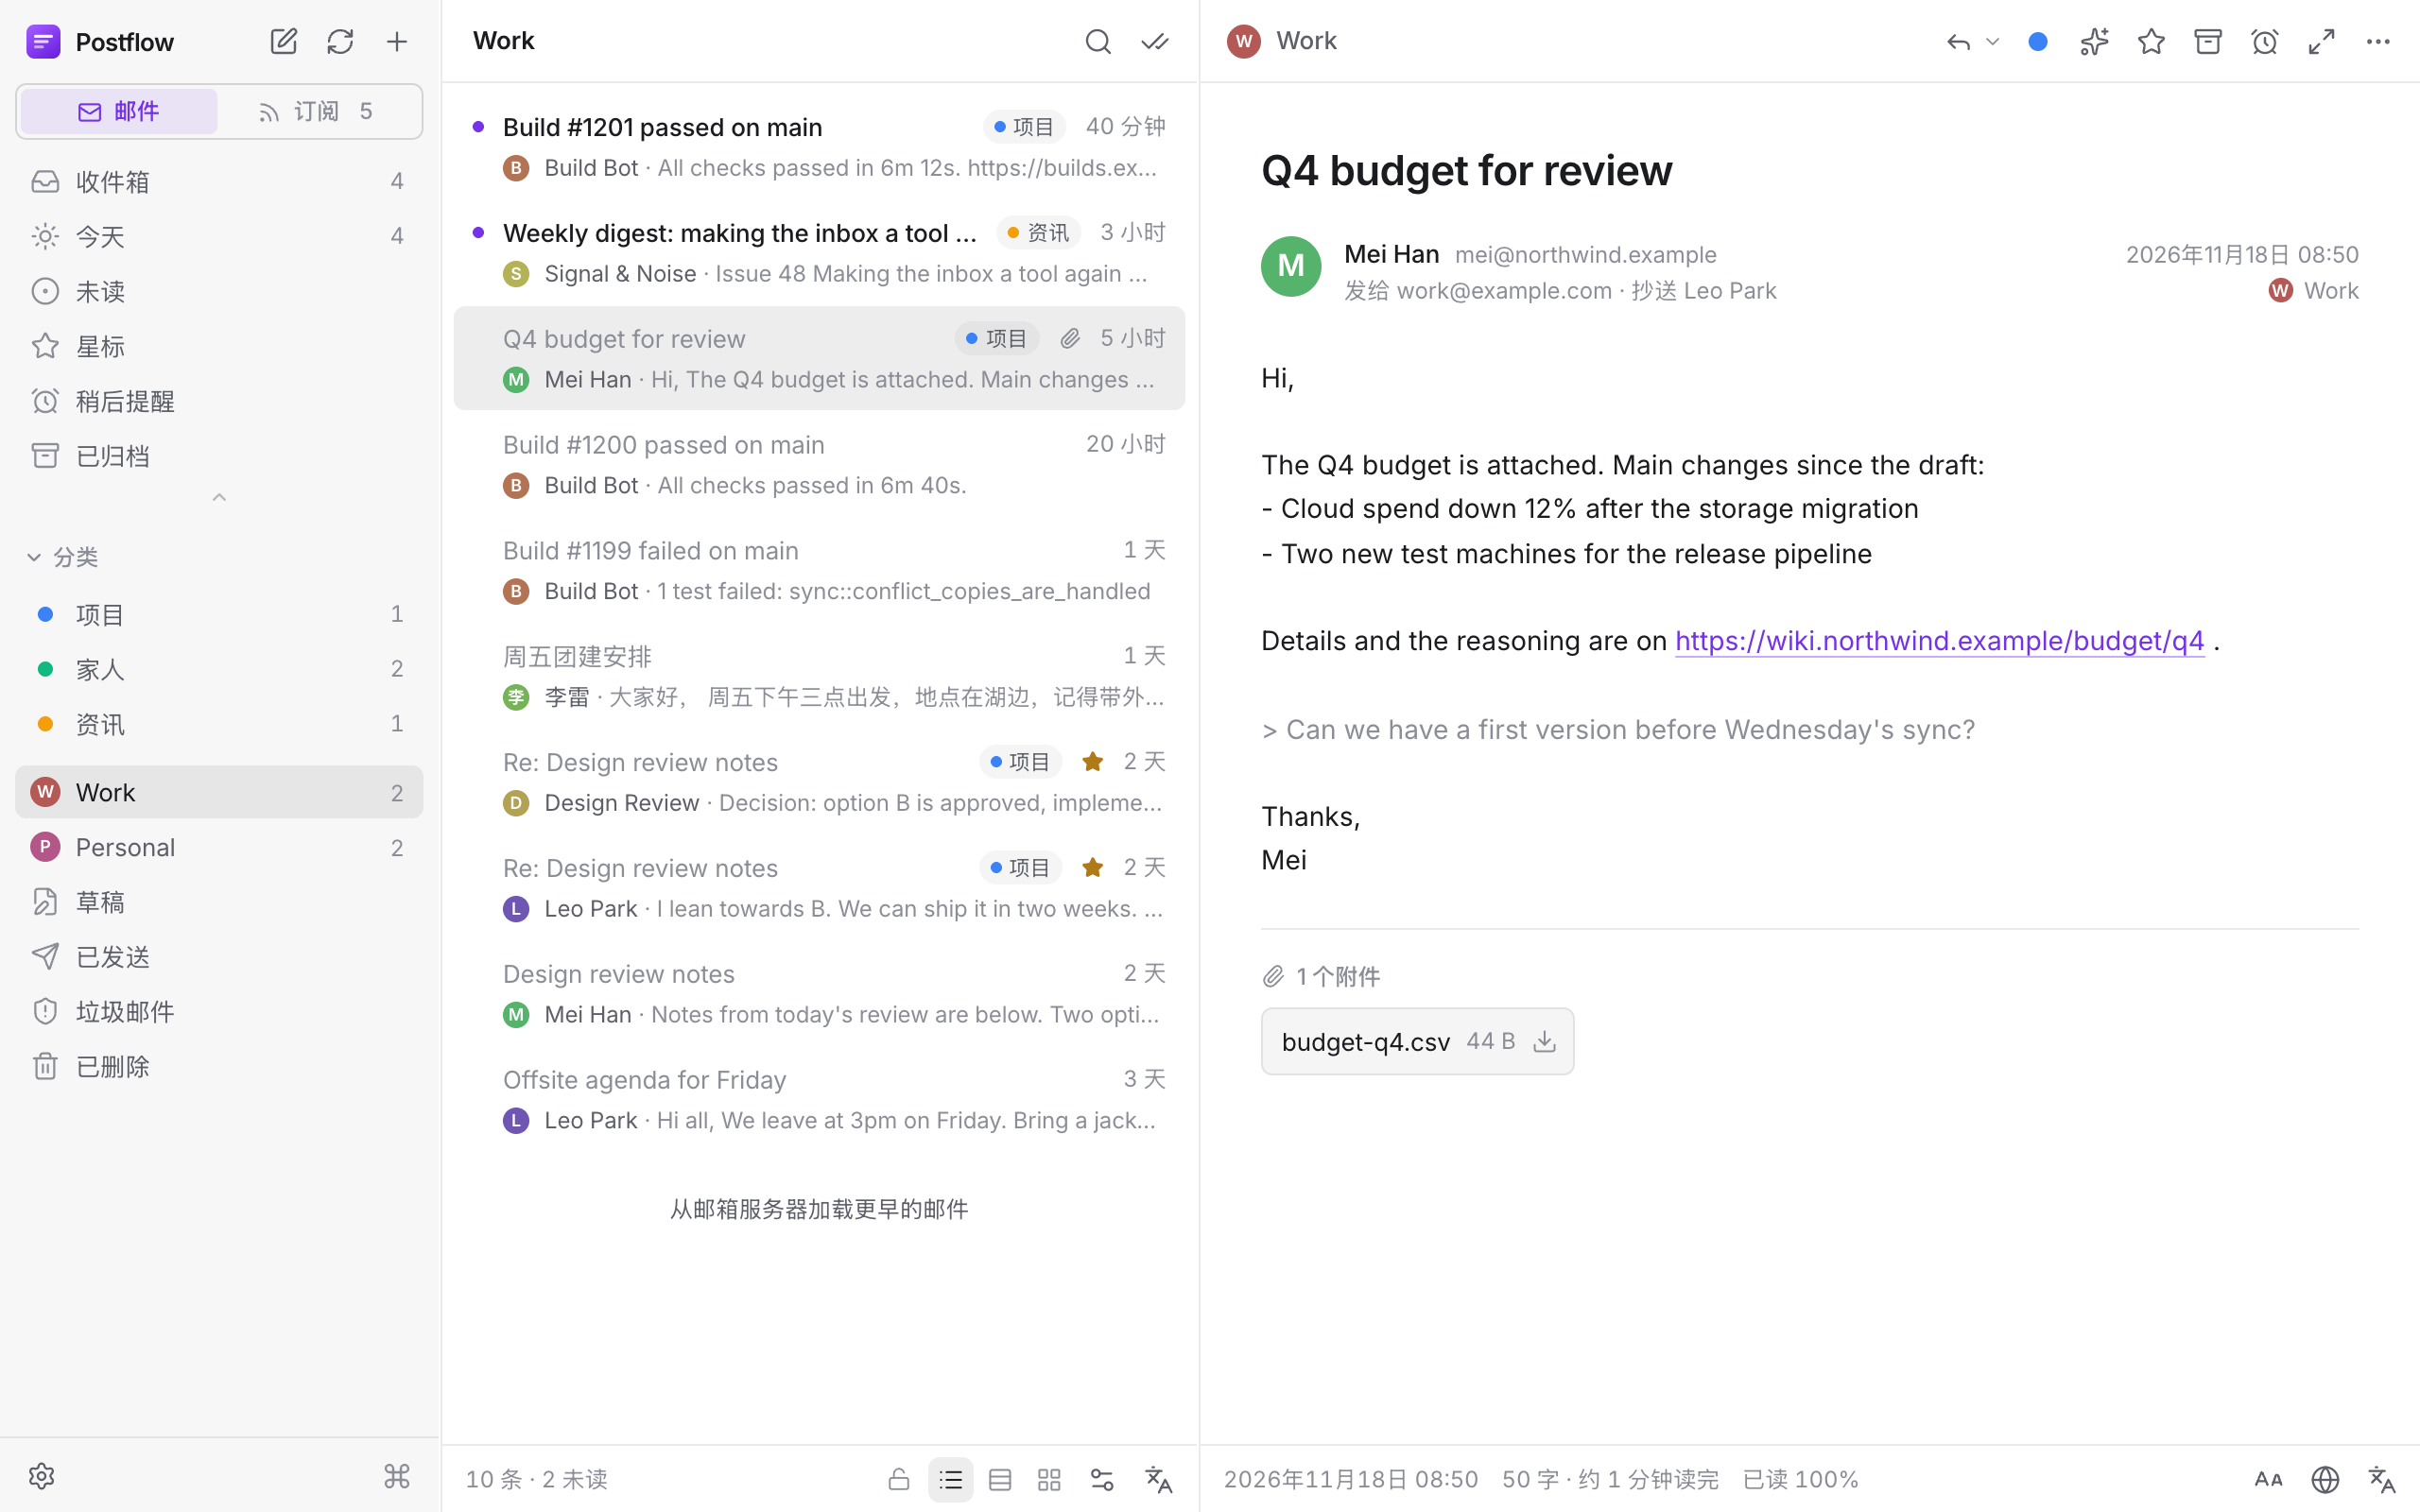 Postflow
邮件
订阅 5
收件箱 4
今天 4
未读
星标
稍后提醒
已归档
分类
项目 1
家人 2
资讯 1
W Work 2
P Personal 2
草稿
已发送
垃圾邮件
已删除
Work
Build #1201 passed on main 项目 40 分钟
B Build Bot · All checks passed in 6m 12s. https://builds.ex...
Weekly digest: making the inbox a tool ... 资讯 3 小时
S Signal & Noise · Issue 48 Making the inbox a tool again ...
Q4 budget for review 项目 5 小时
M Mei Han · Hi, The Q4 budget is attached. Main changes ...
Build #1200 passed on main 20 小时
B Build Bot · All checks passed in 6m 40s.
Build #1199 failed on main 1 天
B Build Bot · 1 test failed: sync::conflict_copies_are_handled
周五团建安排 1 天
李 李雷 · 大家好， 周五下午三点出发，地点在湖边，记得带外...
Re: Design review notes 项目 2 天
D Design Review · Decision: option B is approved, impleme...
Re: Design review notes 项目 2 天
L Leo Park · I lean towards B. We can ship it in two weeks. ...
Design review notes 2 天
M Mei Han · Notes from today's review are below. Two opti...
Offsite agenda for Friday 3 天
L Leo Park · Hi all, We leave at 3pm on Friday. Bring a jack...
从邮箱服务器加载更早的邮件
10 条 · 2 未读
W Work
Q4 budget for review
M Mei Han mei@northwind.example 2026年11月18日 08:50
发给 work@example.com · 抄送 Leo Park W Work
Hi,
The Q4 budget is attached. Main changes since the draft:
- Cloud spend down 12% after the storage migration
- Two new test machines for the release pipeline
Details and the reasoning are on https://wiki.northwind.example/budget/q4 .
> Can we have a first version before Wednesday's sync?
Thanks,
Mei
1 个附件
budget-q4.csv 44 B
2026年11月18日 08:50 50 字 · 约 1 分钟读完 已读 100%